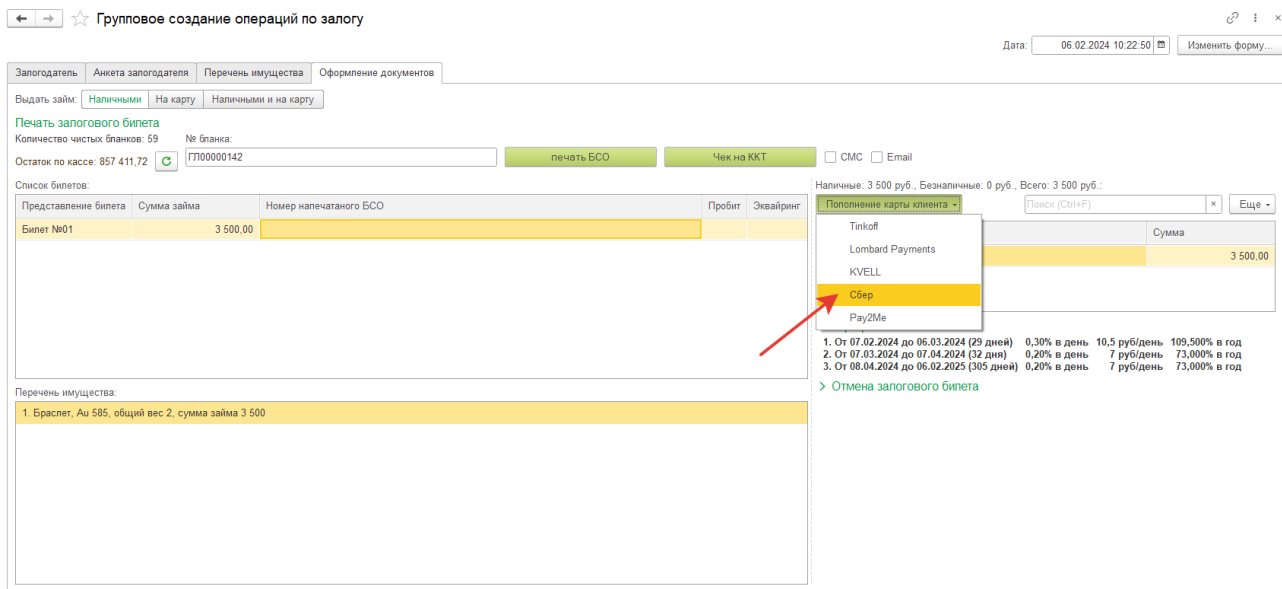 Групповое создание операций по залогу
Дата: 06.02.2024 10:22:50 Изменить форму...
Залогодатель Анкета залогодателя Перечень имущества Оформление документов
Выдать займ: Наличными На карту Наличными и на карту
Печать залогового билета
Количество чистых бланков: 59 № бланка:
Остаток по кассе: 857 411,72 ГЛ00000142 печать БСО Чек на ККТ СМС Email
Список билетов: Наличные: 3 500 руб., Безналичные: 0 руб., Всего: 3 500 руб.:
Пополнение карты клиента Поиск (Ctrl+F) × Еще
Представление билета Сумма займа Номер напечатаного БСО Пробит Эквайринг
Tinkoff Сумма
Билет №01 3 500,00
Lombard Payments 3 500,00
KVELL
Сбер
Pay2Me
1. От 07.02.2024 до 06.03.2024 (29 дней) 0,30% в день 10,5 руб/день 109,500% в год
2. От 07.03.2024 до 07.04.2024 (32 дня) 0,20% в день 7 руб/день 73,000% в год
3. От 08.04.2024 до 06.02.2025 (305 дней) 0,20% в день 7 руб/день 73,000% в год
Отмена залогового билета
Перечень имущества:
1. Браслет, Au 585, общий вес 2, сумма займа 3 500